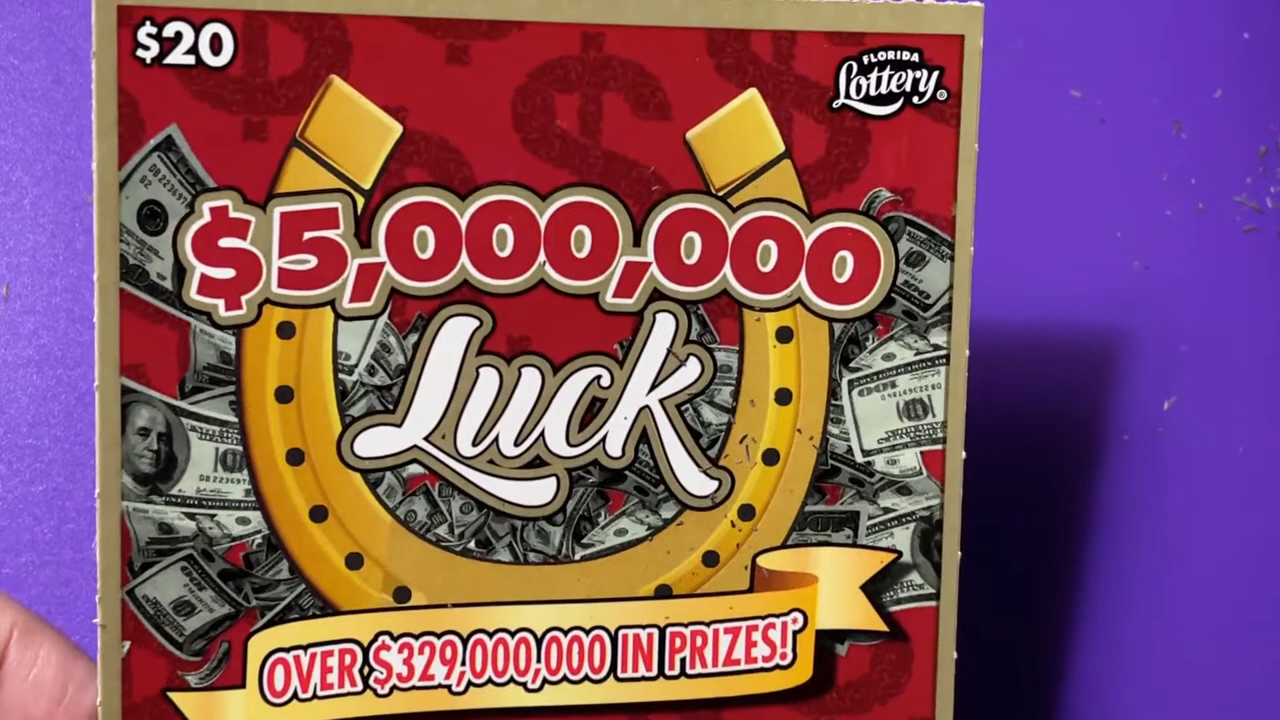 $20
FLORIDA
Lottery®
$5,000,000
Luck
OVER $329,000,000 IN PRIZES!*